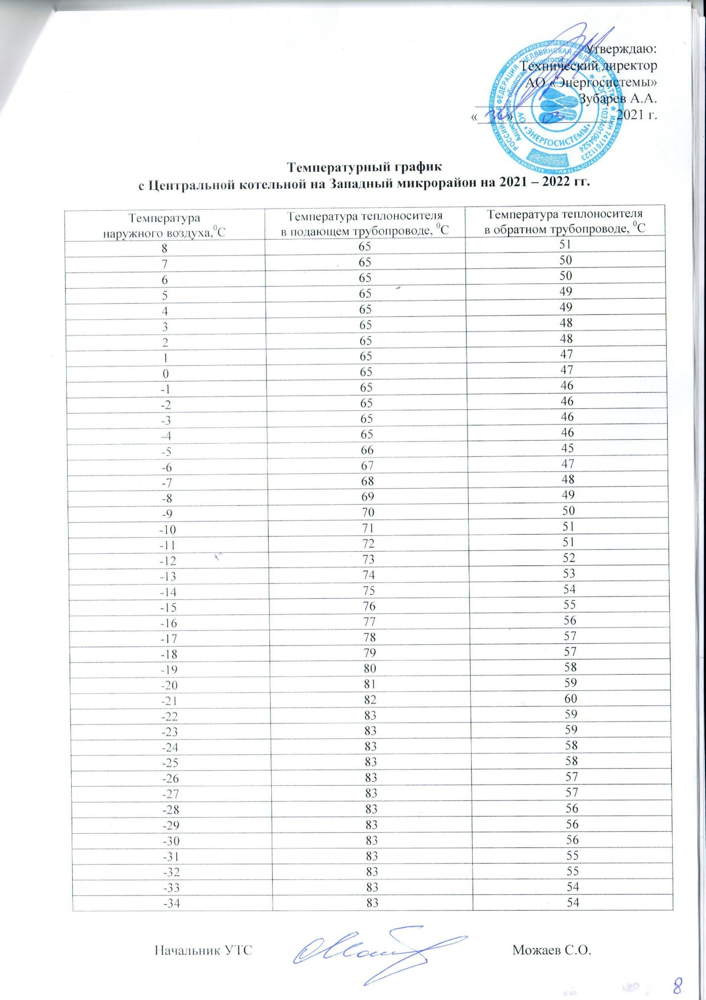 Утверждаю:
Технический директор
АО «Энергосистемы»
Зубарев А.А.
« » 03 2021 г.
РОССИЙСКАЯ ФЕДЕРАЦИЯ ЧЕЛЯБИНСКАЯ ОБЛАСТЬ
ИНН 7417011223
ОГРН 1037401064524
АО «ЭНЕРГОСИСТЕМЫ»
Температурный график
с Центральной котельной на Западный микрорайон на 2021 – 2022 гг.
Температура Температура теплоносителя Температура теплоносителя
наружного воздуха,⁰С в подающем трубопроводе, ⁰С в обратном трубопроводе, ⁰С
8 65 51
7 65 50
6 65 50
5 65 49
4 65 49
3 65 48
2 65 48
1 65 47
0 65 47
-1 65 46
-2 65 46
-3 65 46
-4 65 46
-5 66 45
-6 67 47
-7 68 48
-8 69 49
-9 70 50
-10 71 51
-11 72 51
-12 73 52
-13 74 53
-14 75 54
-15 76 55
-16 77 56
-17 78 57
-18 79 57
-19 80 58
-20 81 59
-21 82 60
-22 83 59
-23 83 59
-24 83 58
-25 83 58
-26 83 57
-27 83 57
-28 83 56
-29 83 56
-30 83 56
-31 83 55
-32 83 55
-33 83 54
-34 83 54
Начальник УТС Можаев С.О.
8